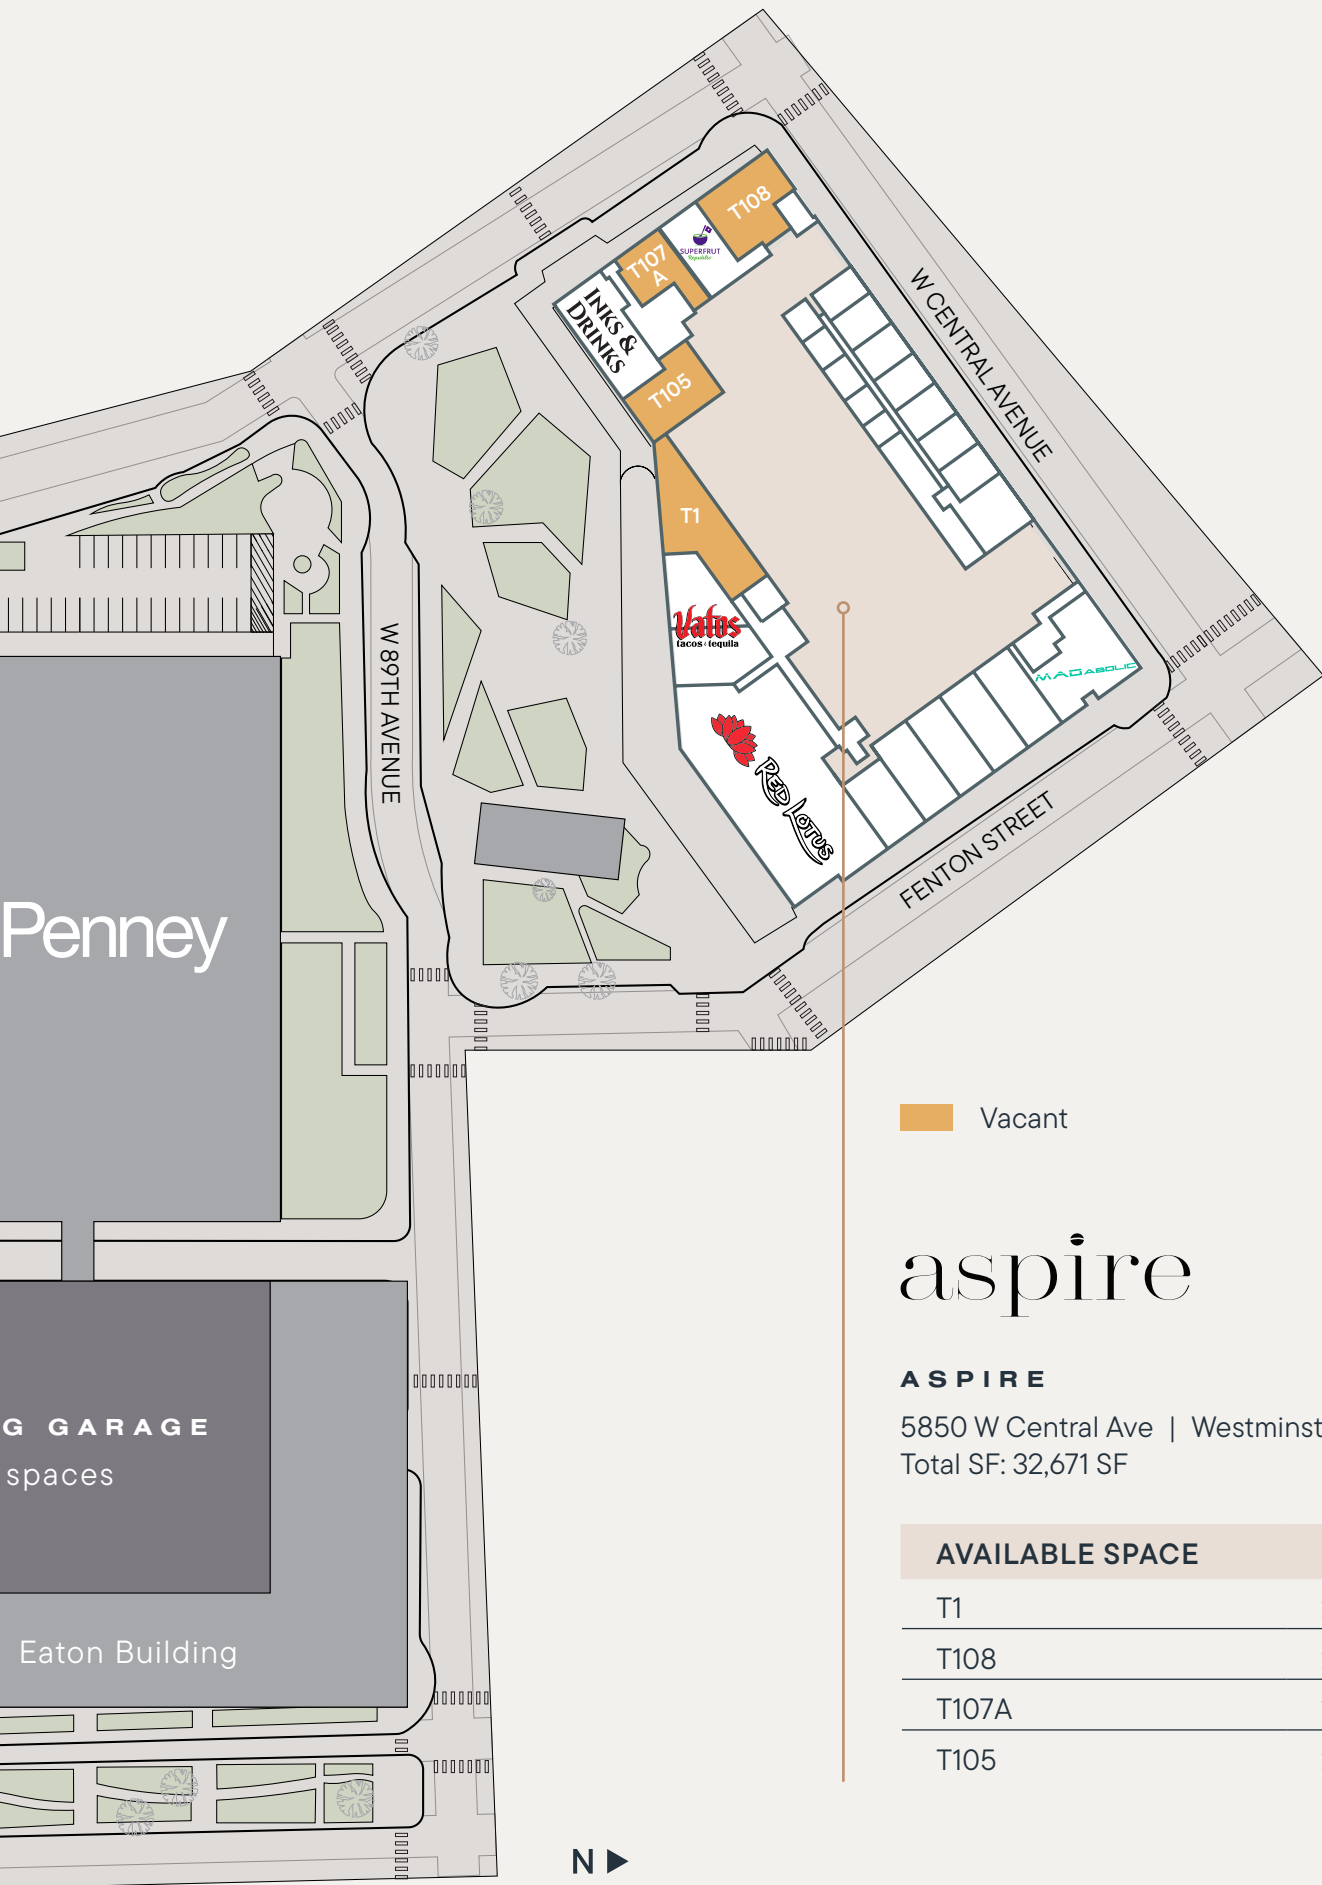 T108
SUPERFRUT
Republic
T107
A
INKS &
DRINKS
T105
W CENTRAL AVENUE
T1
Vatos
tacos & tequila
W 89TH AVENUE
MADABOLIC
RED LOTUS
FENTON STREET
Penney
Vacant
aspire
ASPIRE
5850 W Central Ave | Westminst
Total SF: 32,671 SF
G GARAGE
spaces
AVAILABLE SPACE
T1
T108
T107A
T105
Eaton Building
N